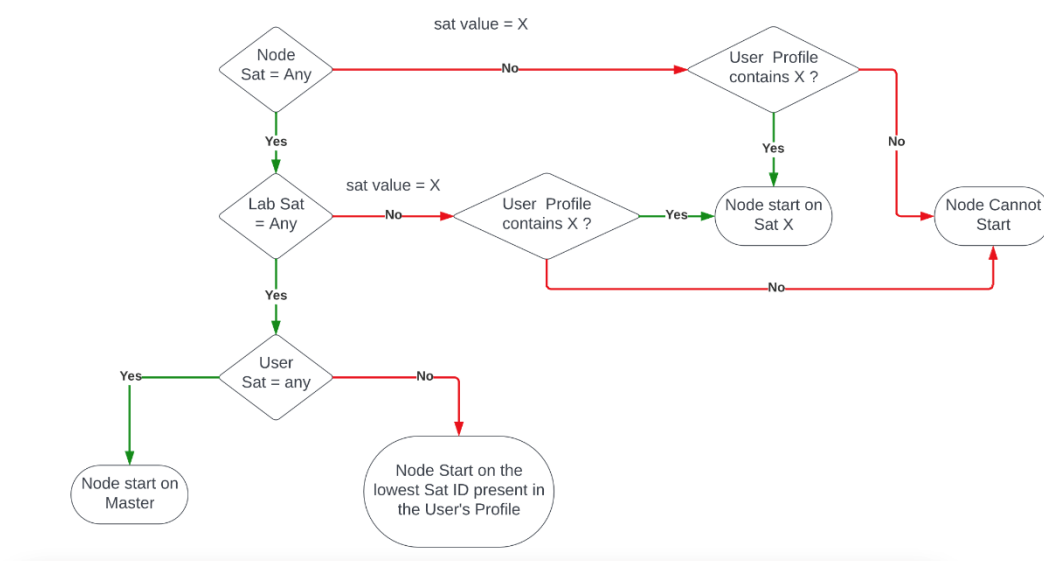 sat value = X
Node
Sat = Any
No
User  Profile
contains X ?
Yes
Yes
No
sat value = X
Lab Sat
= Any
No
User  Profile
contains X ?
Yes
Node start on
Sat X
Node Cannot
Start
Yes
No
User
Sat = any
Yes
No
Node start on
Master
Node Start on the
lowest Sat ID present in
the User's Profile